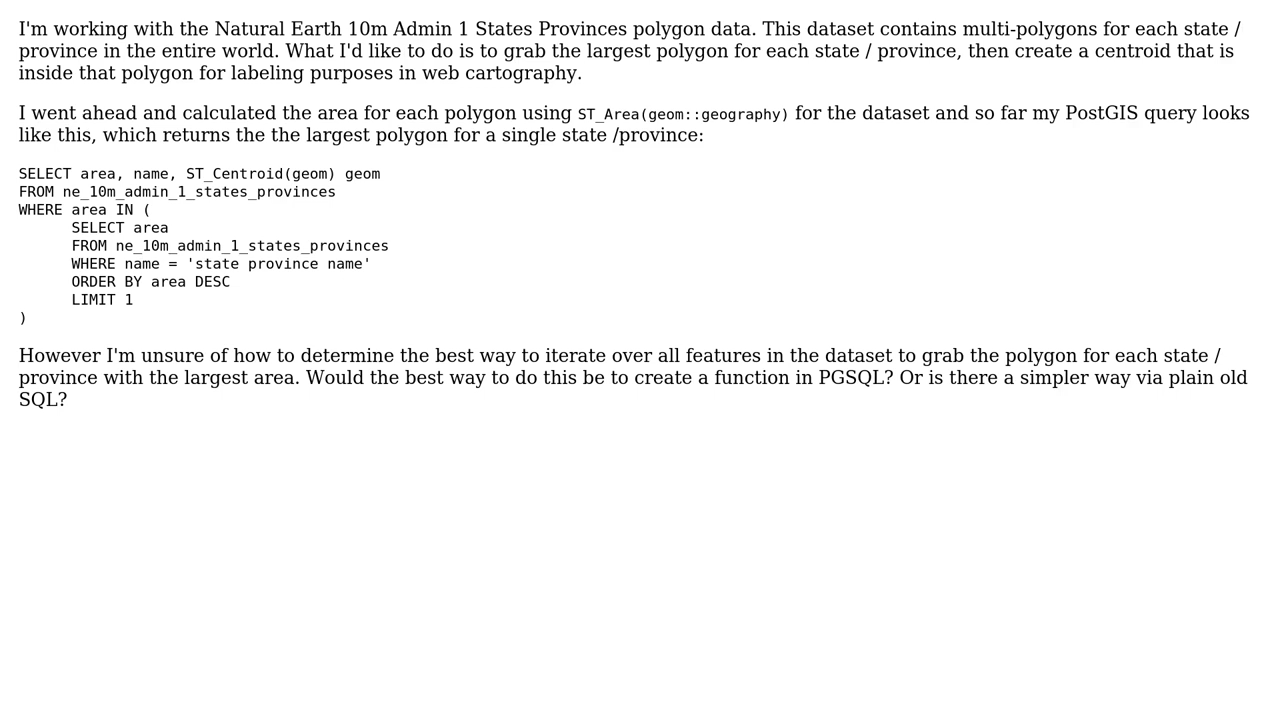 I'm working with the Natural Earth 10m Admin 1 States Provinces polygon data. This dataset contains multi-polygons for each state /
province in the entire world. What I'd like to do is to grab the largest polygon for each state / province, then create a centroid that is
inside that polygon for labeling purposes in web cartography.
I went ahead and calculated the area for each polygon using ST_Area(geom::geography) for the dataset and so far my PostGIS query looks
like this, which returns the the largest polygon for a single state /province:
SELECT area, name, ST_Centroid(geom) geom
FROM ne_10m_admin_1_states_provinces
WHERE area IN (
      SELECT area
      FROM ne_10m_admin_1_states_provinces
      WHERE name = 'state province name'
      ORDER BY area DESC
      LIMIT 1
)
However I'm unsure of how to determine the best way to iterate over all features in the dataset to grab the polygon for each state /
province with the largest area. Would the best way to do this be to create a function in PGSQL? Or is there a simpler way via plain old
SQL?